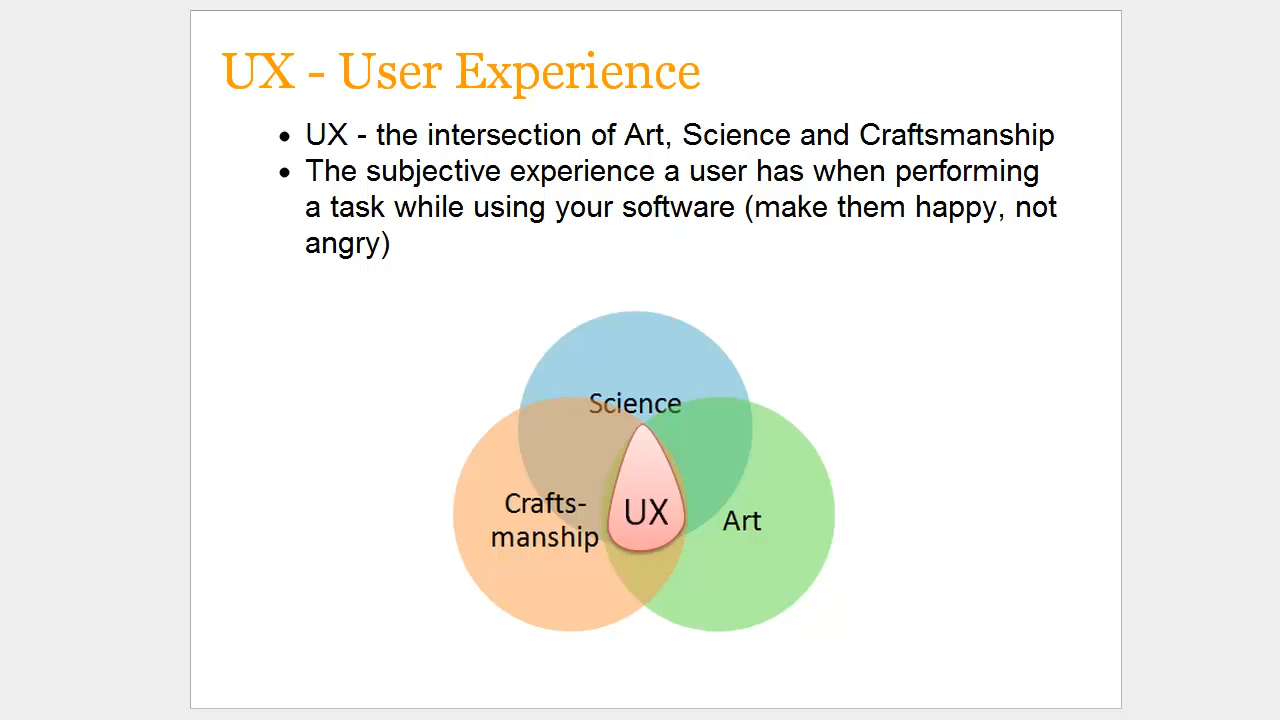 UX - User Experience
• UX - the intersection of Art, Science and Craftsmanship
• The subjective experience a user has when performing
a task while using your software (make them happy, not
angry)
Science
Crafts-
manship
UX
Art